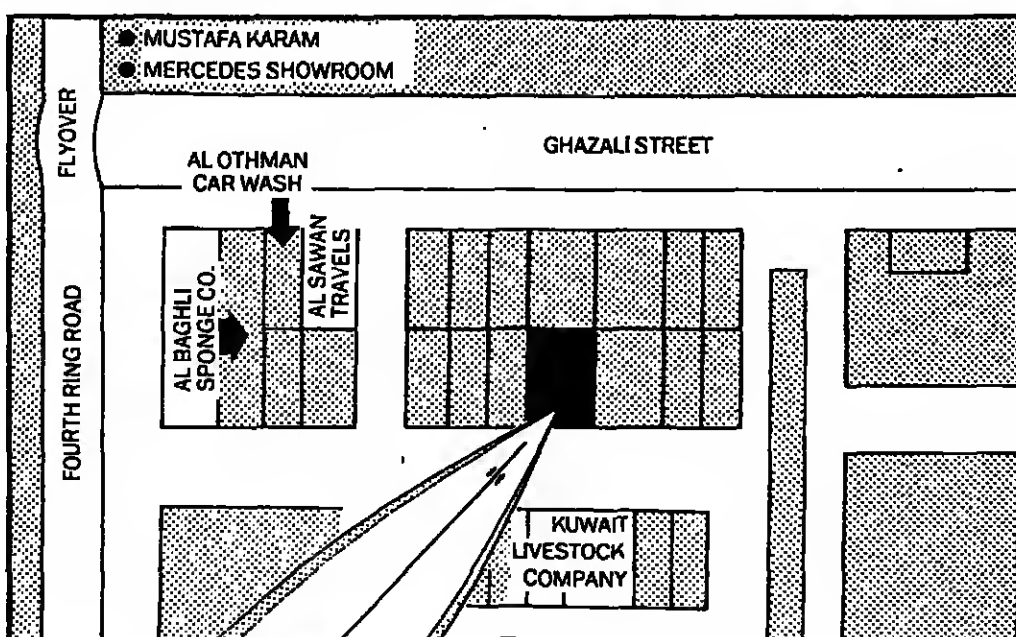 MUSTAFA KARAM
MERCEDES SHOWROOM
FLYOVER
GHAZALI STREET
AL OTHMAN
CAR WASH
AL SAWAN
TRAVELS
AL BAGHLI
SPONGE CO.
FOURTH RING ROAD
KUWAIT
LIVESTOCK
COMPANY